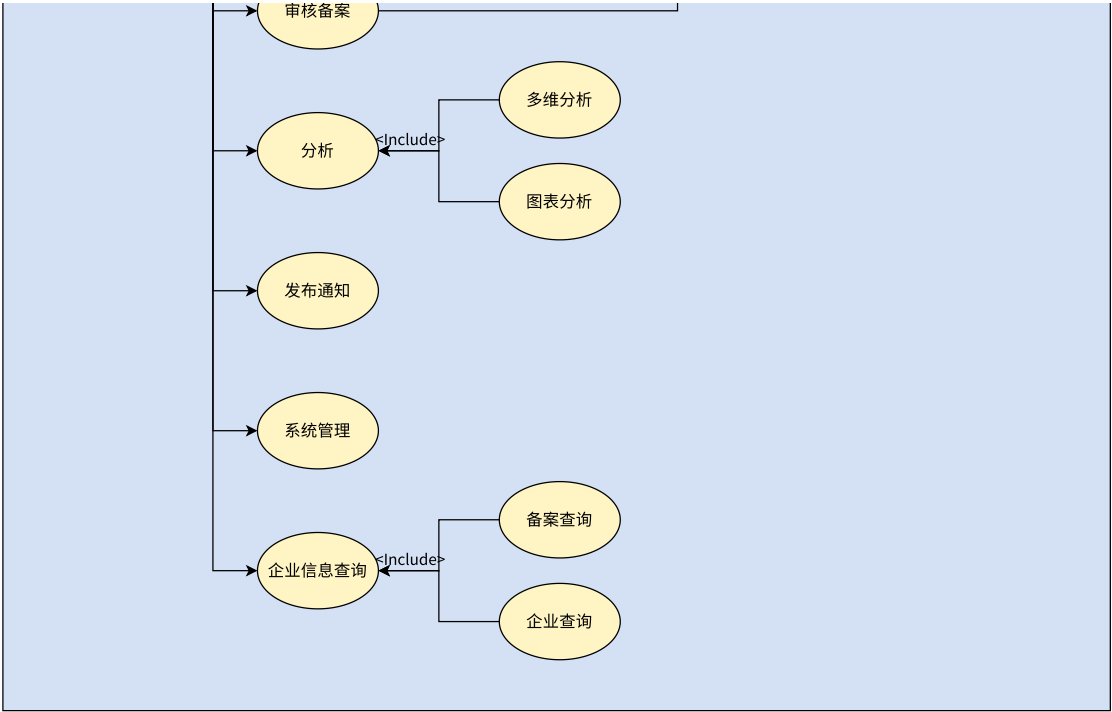 审核备案
多维分析
<Include>
分析
图表分析
发布通知
系统管理
备案查询
<Include>
企业信息查询
企业查询